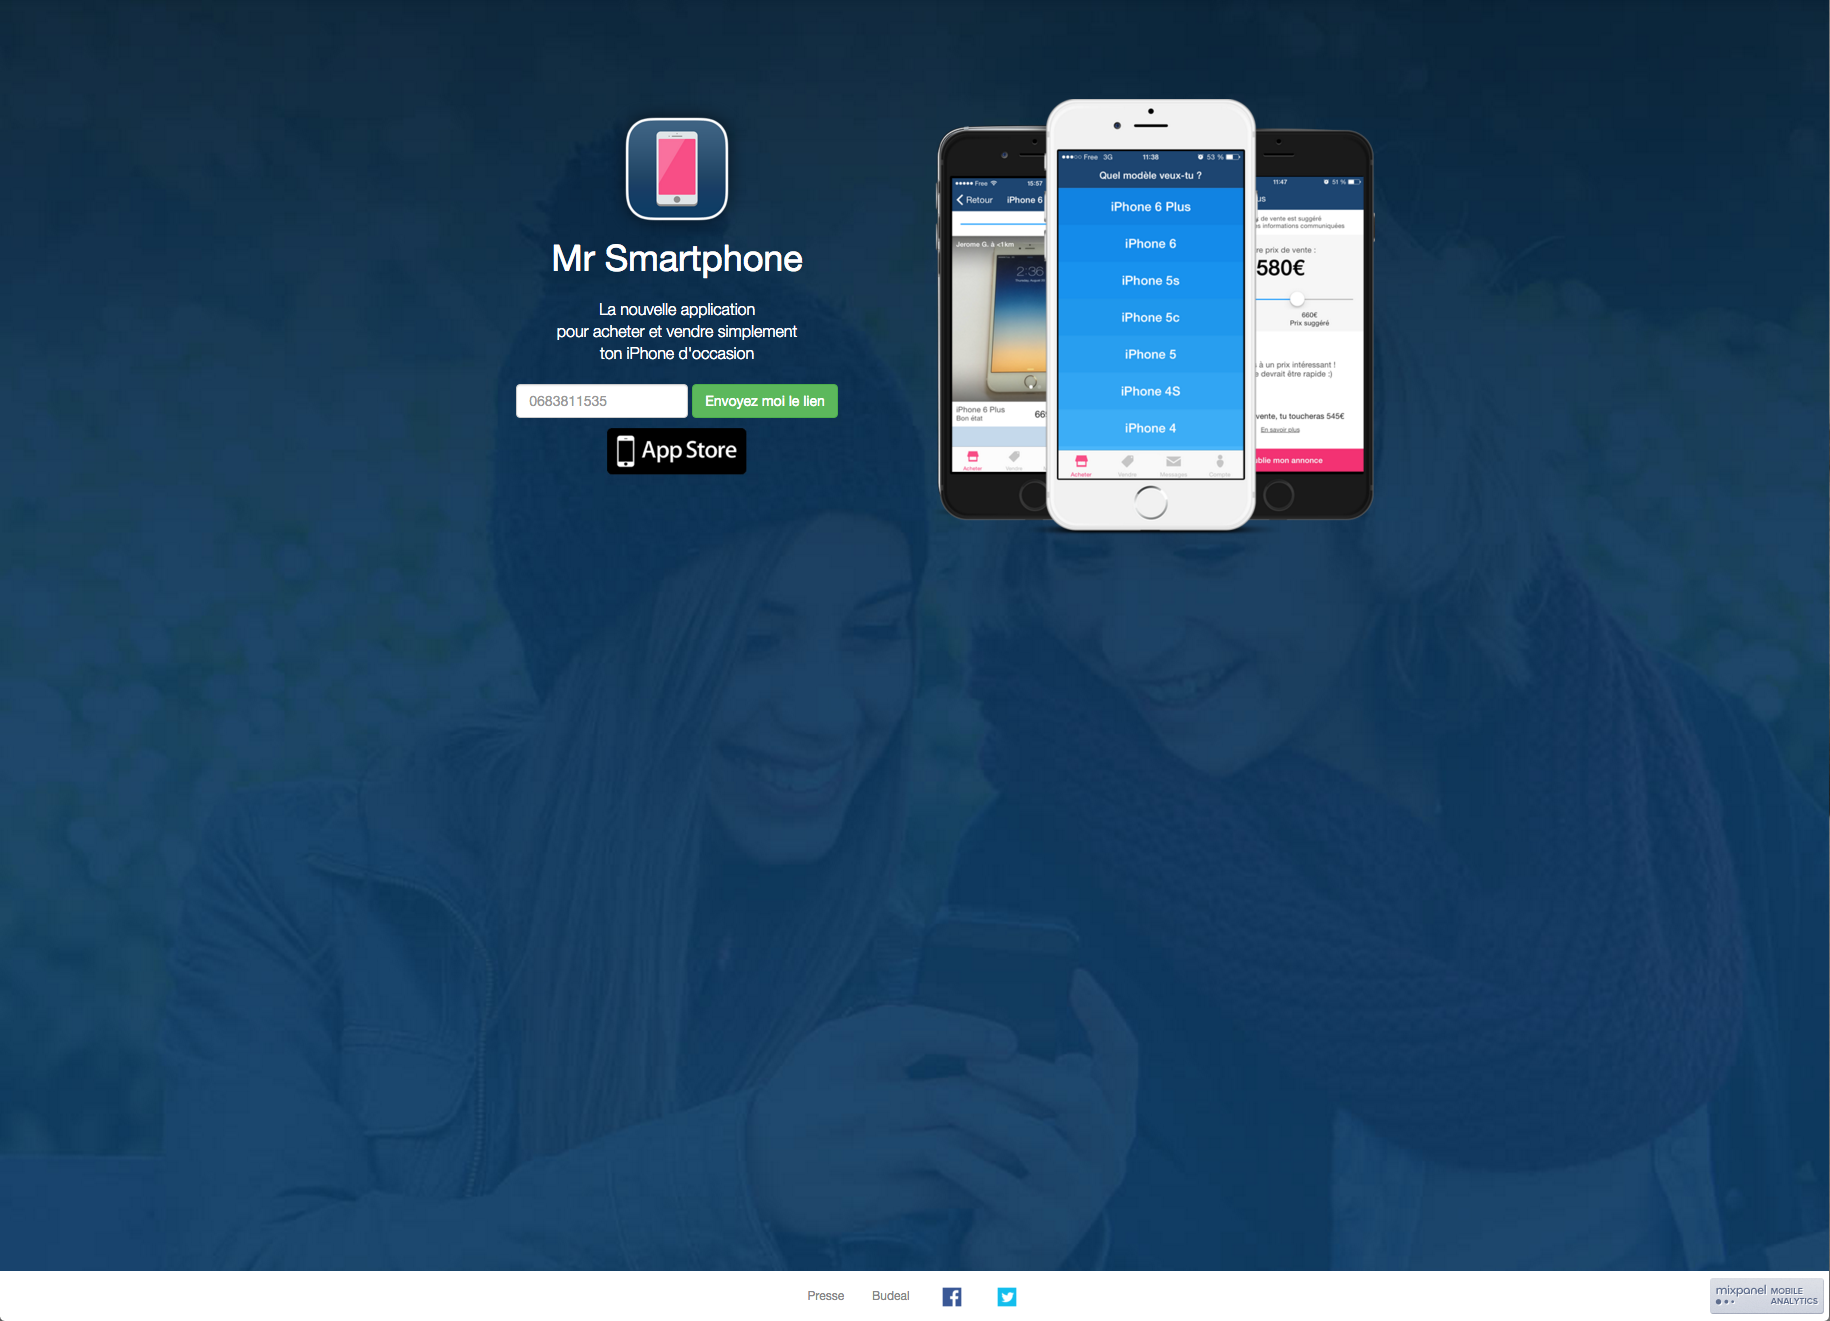 Mr Smartphone
La nouvelle application
pour acheter et vendre simplement
ton iPhone d'occasion
0683811535
Envoyez moi le lien
App Store
Free 15:57
Retour iPhone 6
Jerome G. à <1km
2:36
iPhone 6 Plus
Bon état
66
Acheter Vendre
Free 3G 11:38 53 %
Quel modèle veux-tu ?
iPhone 6 Plus
iPhone 6
iPhone 5s
iPhone 5c
iPhone 5
iPhone 4S
iPhone 4
Acheter Vendre Messages Compte
11:47 51 %
us
de vente est suggéré
s informations communiquées
re prix de vente :
580€
660€
Prix suggéré
à un prix intéressant !
e devrait être rapide :)
vente, tu toucheras 545€
En savoir plus
blie mon annonce
Presse Budeal
mixpanel MOBILE
ANALYTICS